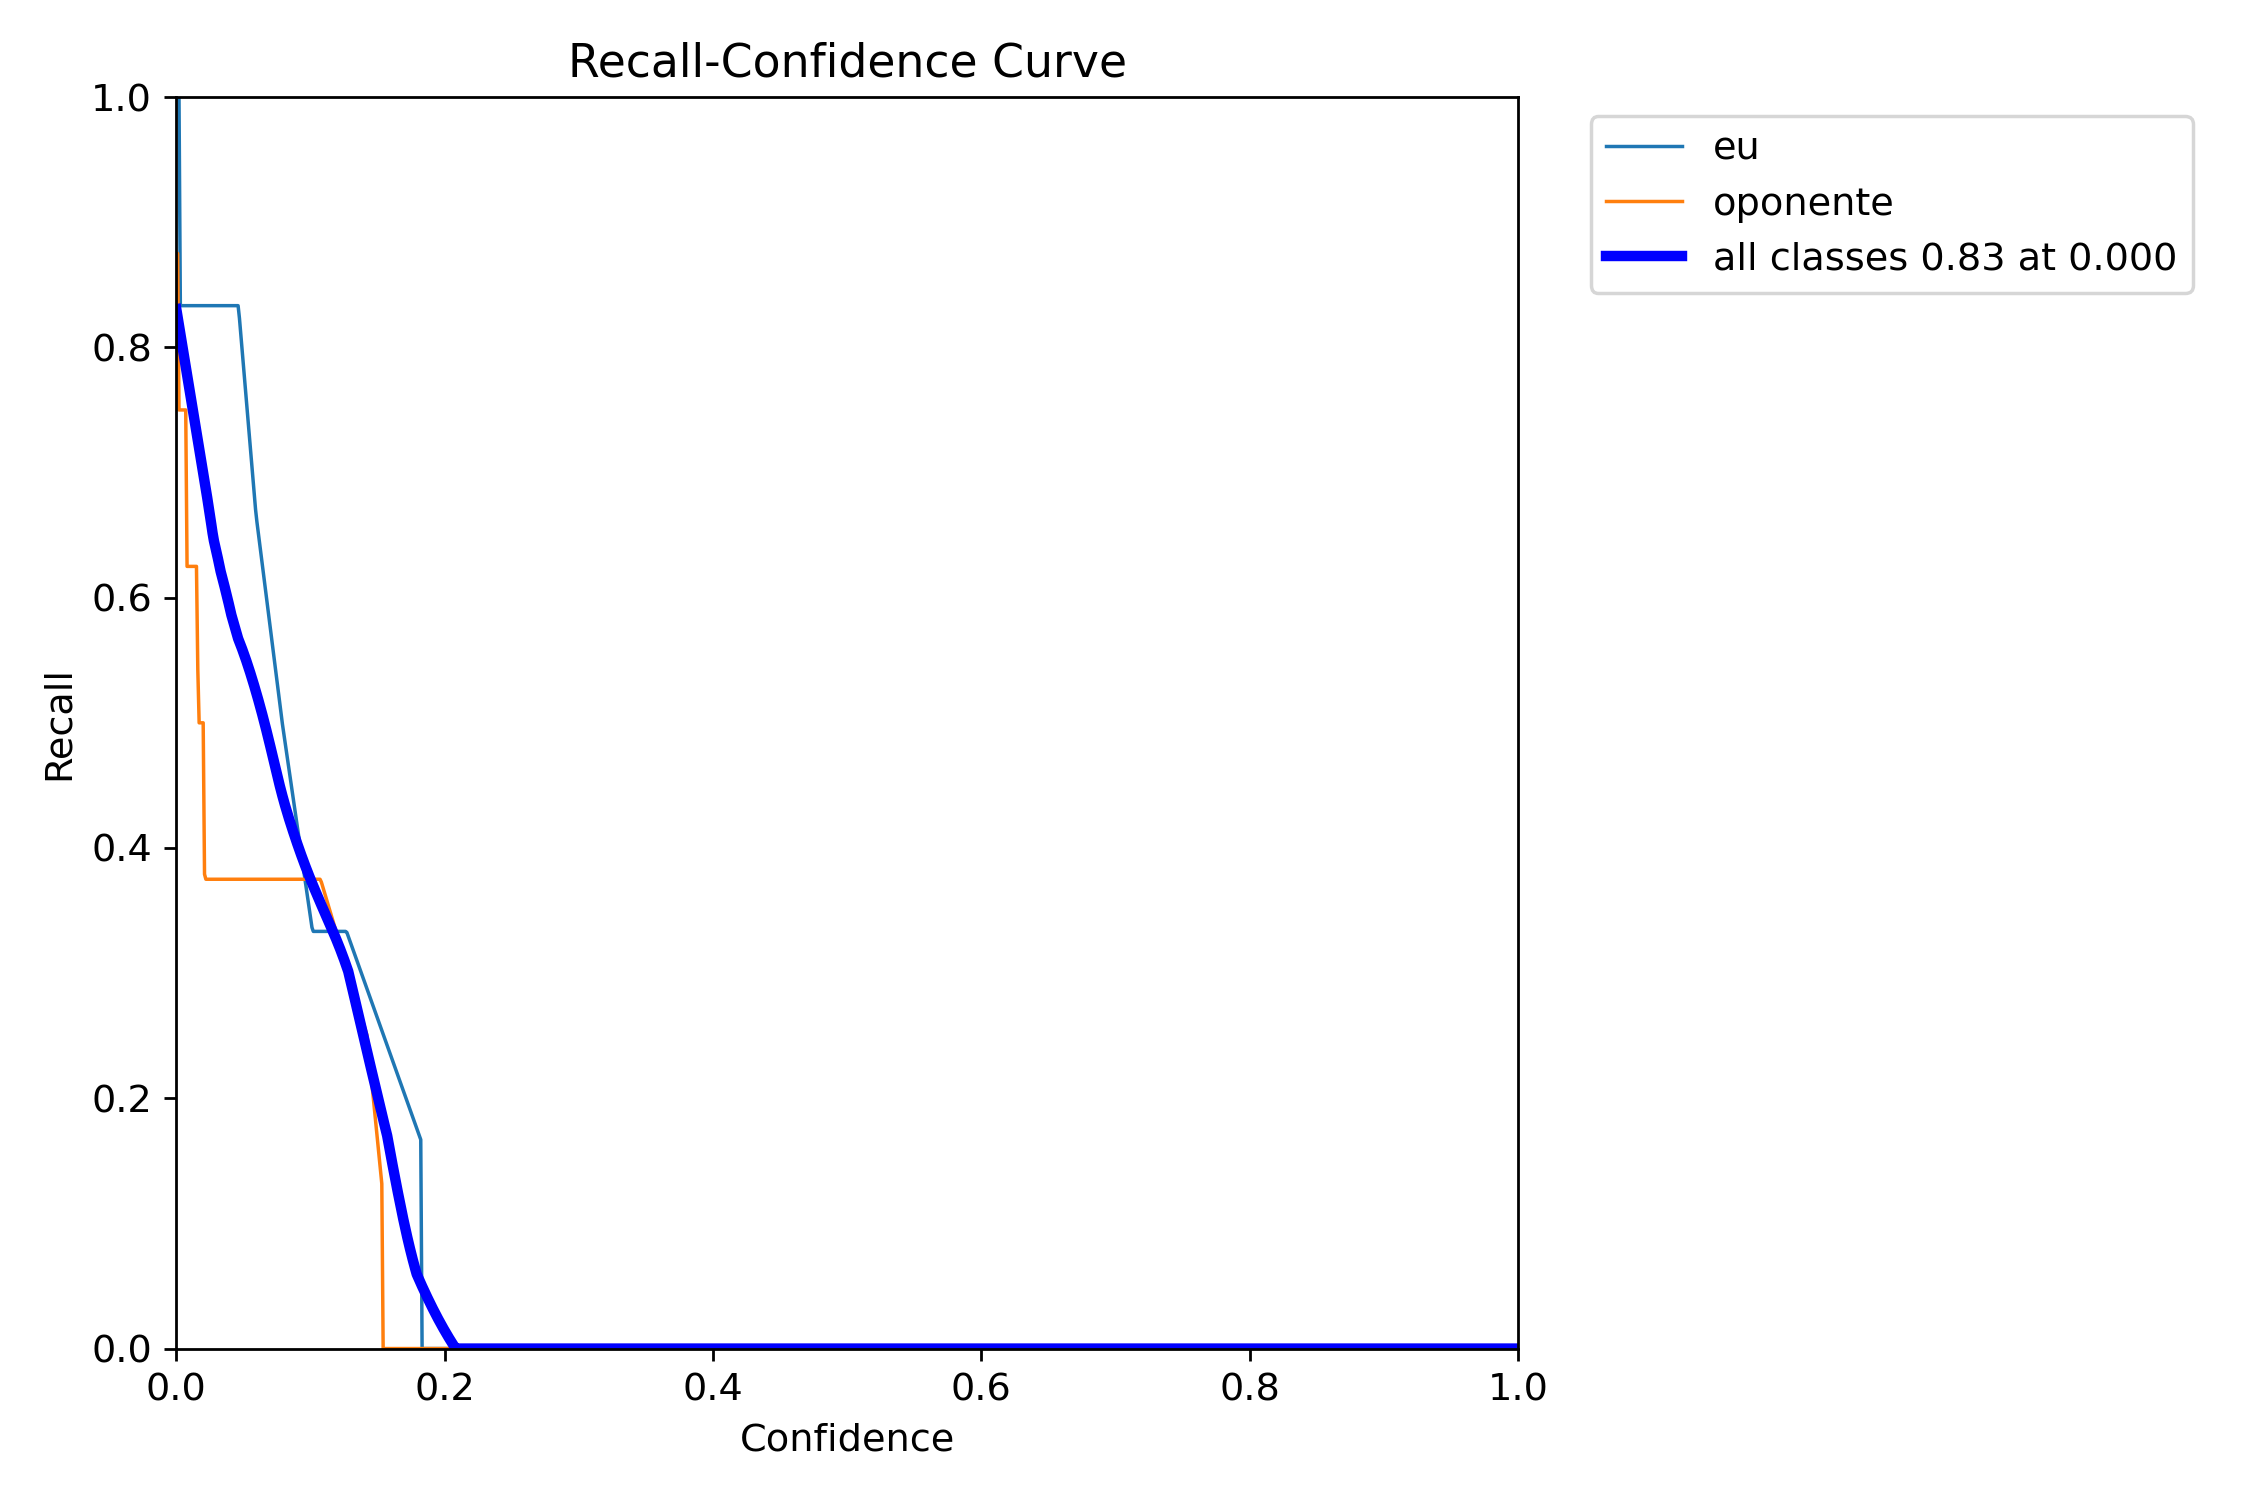 Recall-Confidence Curve
1.0
0.8
0.6
0.4
0.2
0.0
Recall
0.0 0.2 0.4 0.6 0.8 1.0
Confidence
eu
oponente
all classes 0.83 at 0.000